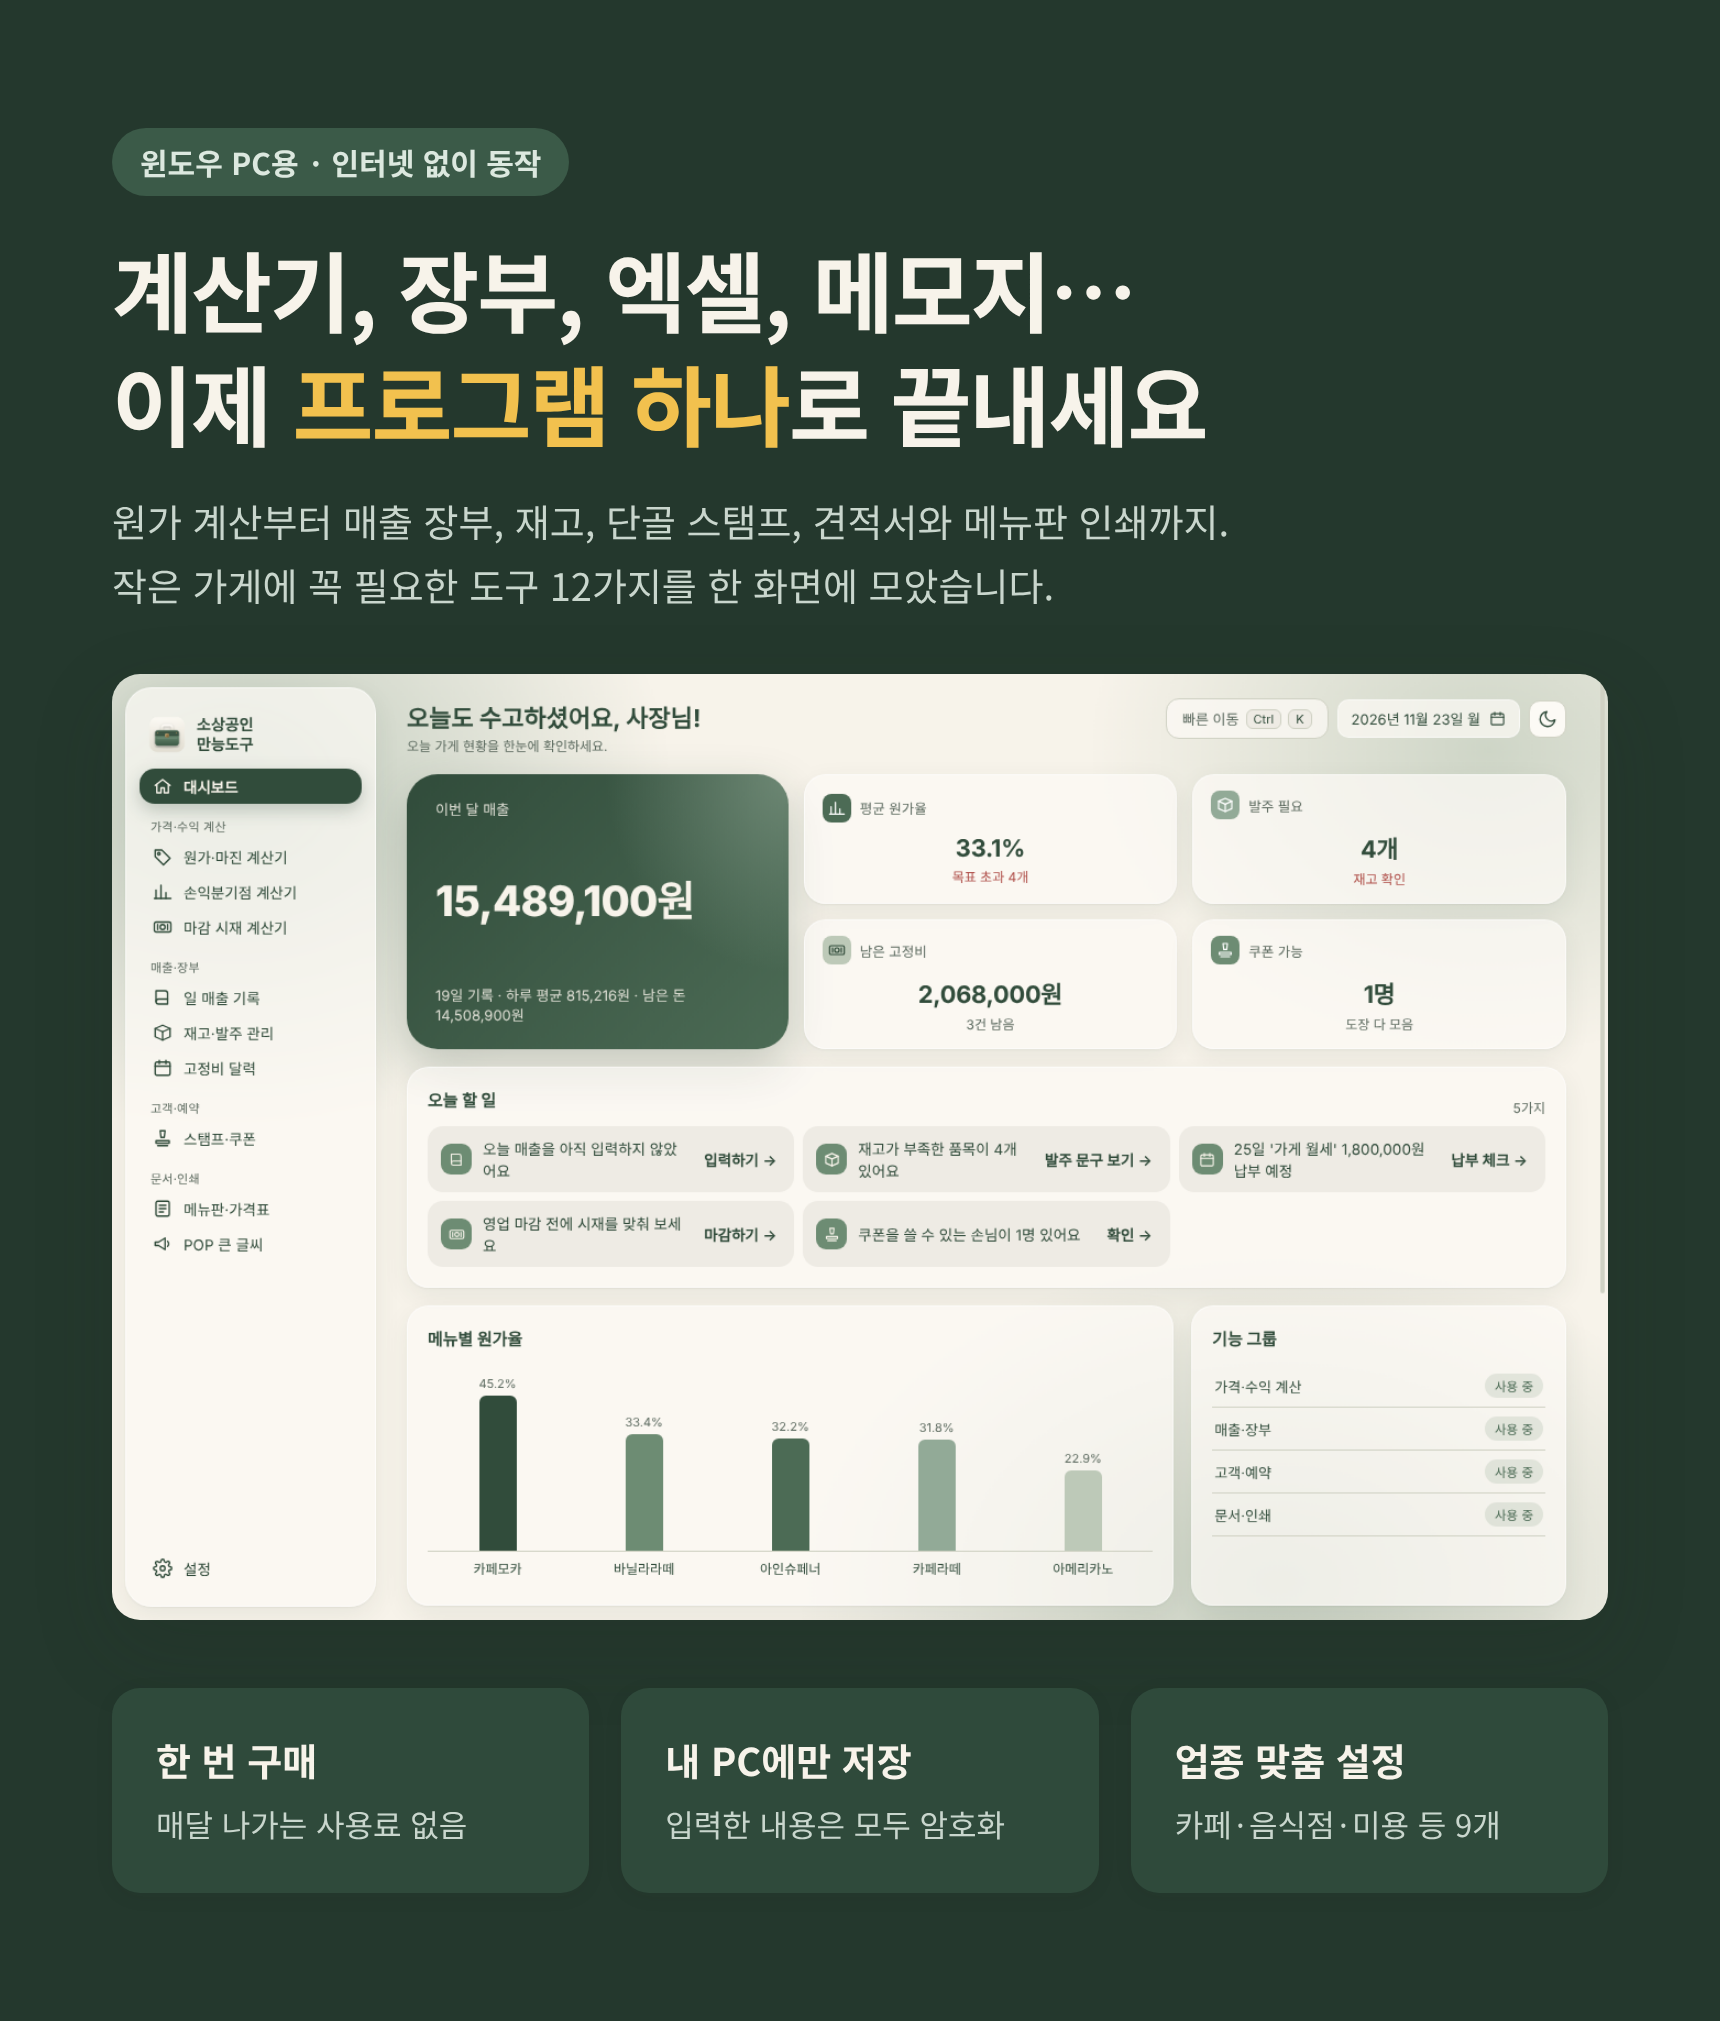 윈도우 PC용 · 인터넷 없이 동작
계산기, 장부, 엑셀, 메모지…
이제 프로그램 하나로 끝내세요
원가 계산부터 매출 장부, 재고, 단골 스탬프, 견적서와 메뉴판 인쇄까지.
작은 가게에 꼭 필요한 도구 12가지를 한 화면에 모았습니다.
소상공인
만능도구
대시보드
가격·수익 계산
원가·마진 계산기
손익분기점 계산기
마감 시재 계산기
매출·장부
일 매출 기록
재고·발주 관리
고정비 달력
고객·예약
스탬프·쿠폰
문서·인쇄
메뉴판·가격표
POP 큰 글씨
설정
오늘도 수고하셨어요, 사장님!
오늘 가게 현황을 한눈에 확인하세요.
빠른 이동 Ctrl K
2026년 11월 23일 월
이번 달 매출
15,489,100원
19일 기록 · 하루 평균 815,216원 · 남은 돈
14,508,900원
평균 원가율
33.1%
목표 초과 4개
발주 필요
4개
재고 확인
남은 고정비
2,068,000원
3건 남음
쿠폰 가능
1명
도장 다 모음
오늘 할 일
5가지
오늘 매출을 아직 입력하지 않았
어요
입력하기 →
재고가 부족한 품목이 4개
있어요
발주 문구 보기 →
25일 '가게 월세' 1,800,000원
납부 예정
납부 체크 →
영업 마감 전에 시재를 맞춰 보세
요
마감하기 →
쿠폰을 쓸 수 있는 손님이 1명 있어요
확인 →
메뉴별 원가율
45.2%
33.4%
32.2%
31.8%
22.9%
카페모카
바닐라라떼
아인슈페너
카페라떼
아메리카노
기능 그룹
가격·수익 계산 사용 중
매출·장부 사용 중
고객·예약 사용 중
문서·인쇄 사용 중
한 번 구매
매달 나가는 사용료 없음
내 PC에만 저장
입력한 내용은 모두 암호화
업종 맞춤 설정
카페·음식점·미용 등 9개